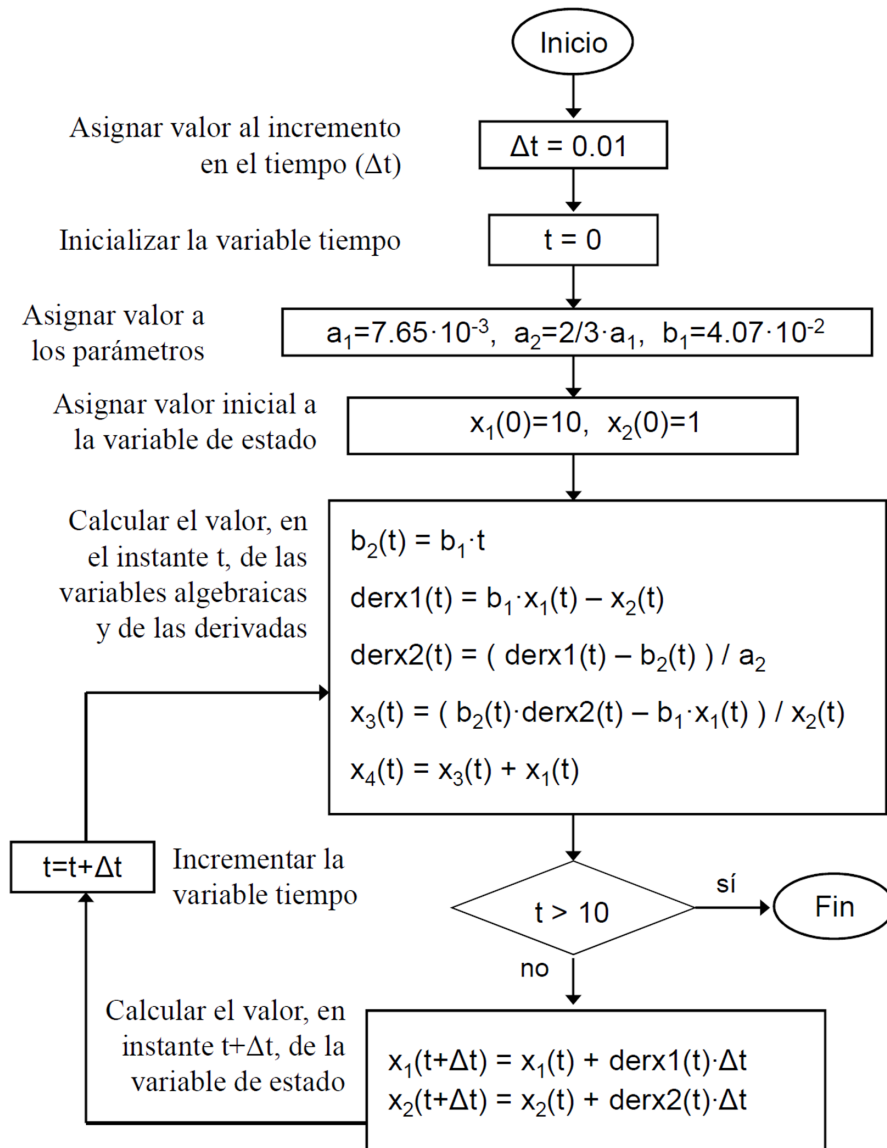 Inicio
Asignar valor al incremento
en el tiempo (Δt)
Δt = 0.01
Inicializar la variable tiempo
t = 0
Asignar valor a
los parámetros
a₁=7.65·10⁻³, a₂=2/3·a₁, b₁=4.07·10⁻²
Asignar valor inicial a
la variable de estado
x₁(0)=10, x₂(0)=1
Calcular el valor, en
el instante t, de las
variables algebraicas
y de las derivadas
b₂(t) = b₁·t
derx1(t) = b₁·x₁(t) – x₂(t)
derx2(t) = ( derx1(t) – b₂(t) ) / a₂
x₃(t) = ( b₂(t)·derx2(t) – b₁·x₁(t) ) / x₂(t)
x₄(t) = x₃(t) + x₁(t)
t=t+Δt
Incrementar la
variable tiempo
t > 10
sí
Fin
no
Calcular el valor, en
instante t+Δt, de la
variable de estado
x₁(t+Δt) = x₁(t) + derx1(t)·Δt
x₂(t+Δt) = x₂(t) + derx2(t)·Δt